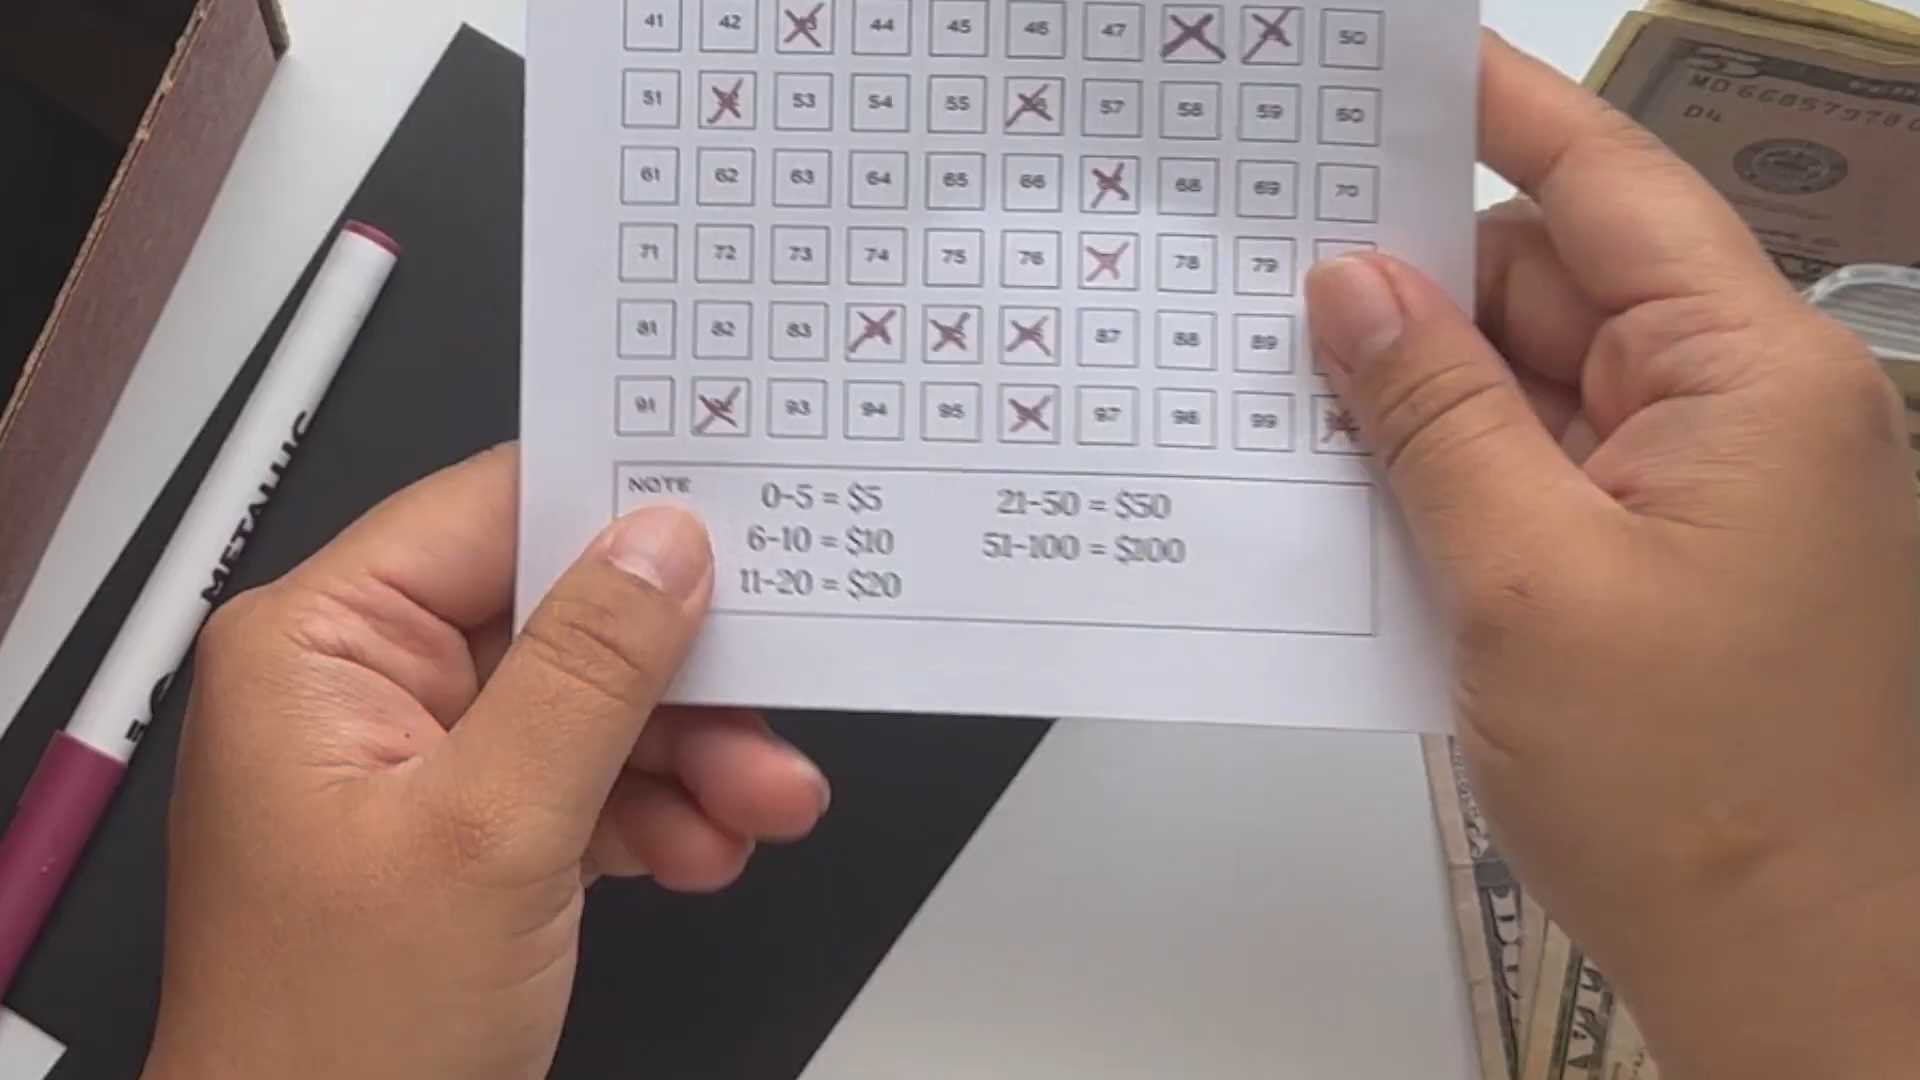 41 42 44 45 46 47 50
51 53 54 55 57 58 59 60
61 62 63 64 65 66 68 69 70
71 72 73 74 75 76 78 79
81 82 83 87 88 89
91 93 94 95 97 98 99
NOTE
0-5 = $5 21-50 = $50
6-10 = $10 51-100 = $100
11-20 = $20
METALLIC
MD66857978
D4